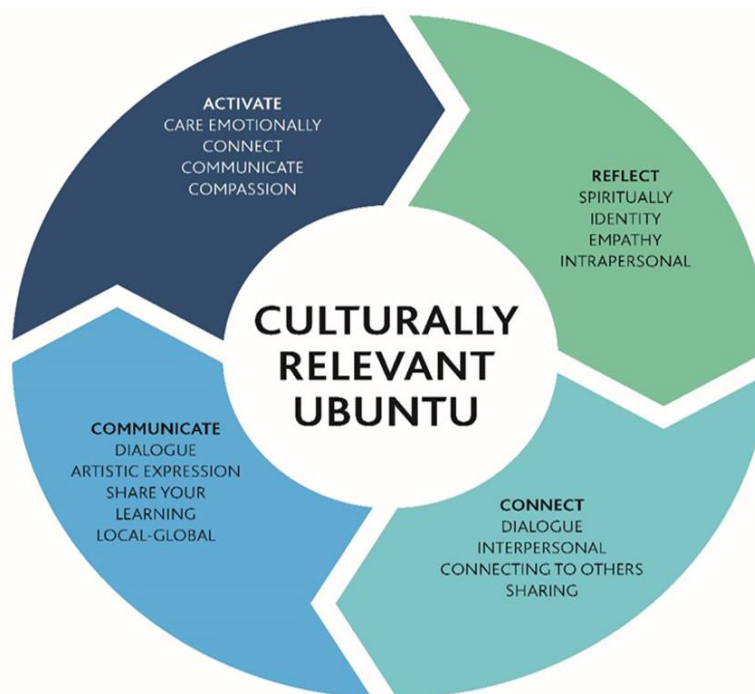 ACTIVATE
CARE EMOTIONALLY
CONNECT
COMMUNICATE
COMPASSION
REFLECT
SPIRITUALLY
IDENTITY
EMPATHY
INTRAPERSONAL
CULTURALLY
RELEVANT
UBUNTU
COMMUNICATE
DIALOGUE
ARTISTIC EXPRESSION
SHARE YOUR
LEARNING
LOCAL-GLOBAL
CONNECT
DIALOGUE
INTERPERSONAL
CONNECTING TO OTHERS
SHARING